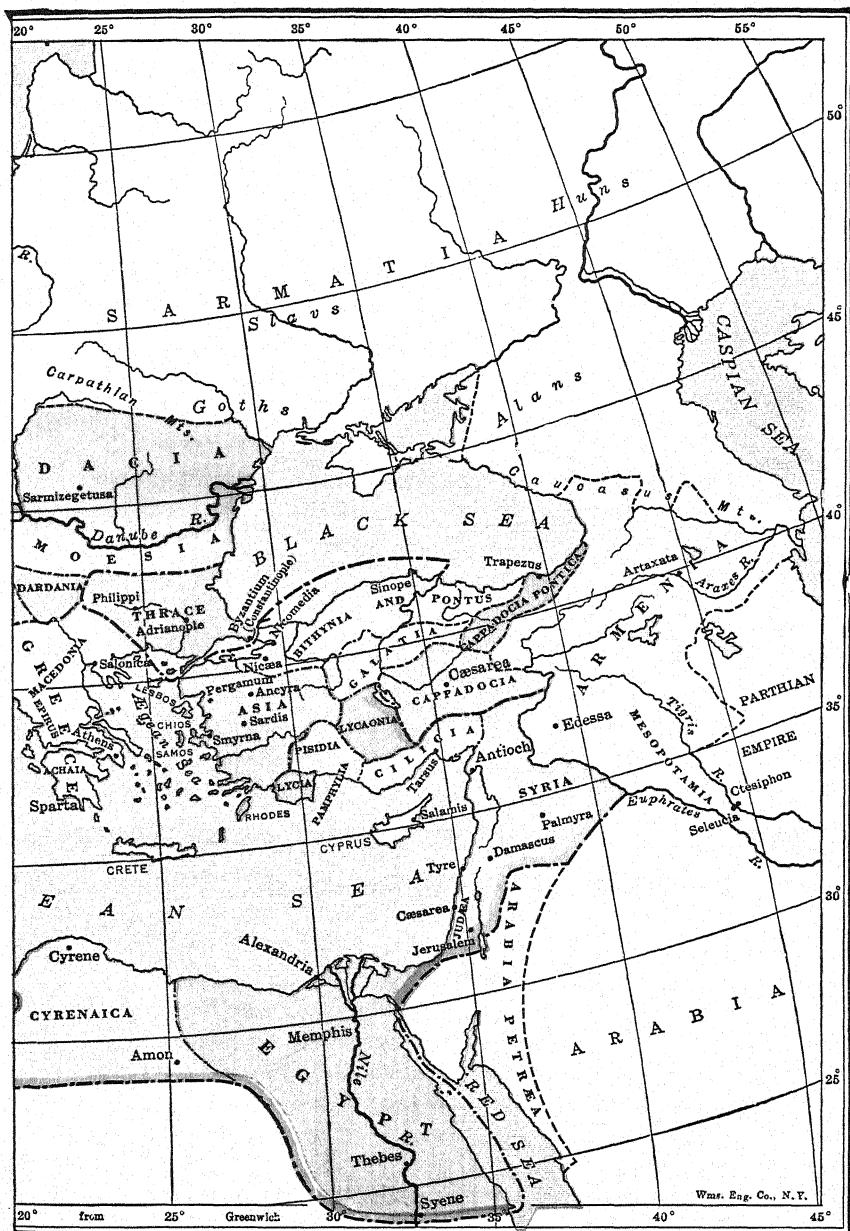 20° 25° 30° 35° 40° 45° 50° 55°
50°
Huns
R.
SARMATIA
Slavs
45°
CASPIAN SEA
Carpathian Mts.
Goths
Alans
DACIA
Sarmizegetusa
Caucasus Mtw.
40°
Danube R.
BLACK SEA
MOESIA
Trapezus
Artaxata
Araxes R.
ARMENIA
DARDANIA
Philippi
THRACE
Adrianople
Byzantium
(Constantinople)
Nicomedia
Sinope
BITHYNIA AND PONTUS
CAPPADOCIA PONTICA
GREECE
MACEDONIA
Salonica
Nicæa
GALATIA
Cæsarea
CAPPADOCIA
EPIRUS
LESBOS
Pergamum
Ancyra
PARTHIAN
EMPIRE
35°
Ægean Sea
CHIOS
ASIA
Sardis
LYCAONIA
Edessa
Tigris R.
MESOPOTAMIA
Athens
SAMOS
Smyrna
PISIDIA
CILICIA
Tarsus
Antioch
ACHAIA
LYCIA
PAMPHYLIA
SYRIA
Ctesiphon
Sparta
RHODES
Salamis
Euphrates R.
Seleucia
Palmyra
CYPRUS
CRETE
Tyre
Damascus
30°
EAN SEA
Cæsarea
JUDÆA
Jerusalem
ARABIA PETRÆA
Alexandria
Cyrene
CYRENAICA
Memphis
ARABIA
Amon
EGYPT
Nile R.
RED SEA
25°
Thebes
Syene
Wms. Eng. Co., N.Y.
20° from 25° Greenwich 30° 35° 40° 45°